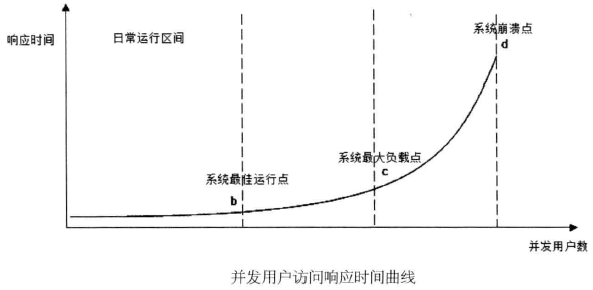 响应时间
日常运行区间
系统崩溃点
d
系统最大负载点
c
系统最佳运行点
b
并发用户数
并发用户访问响应时间曲线